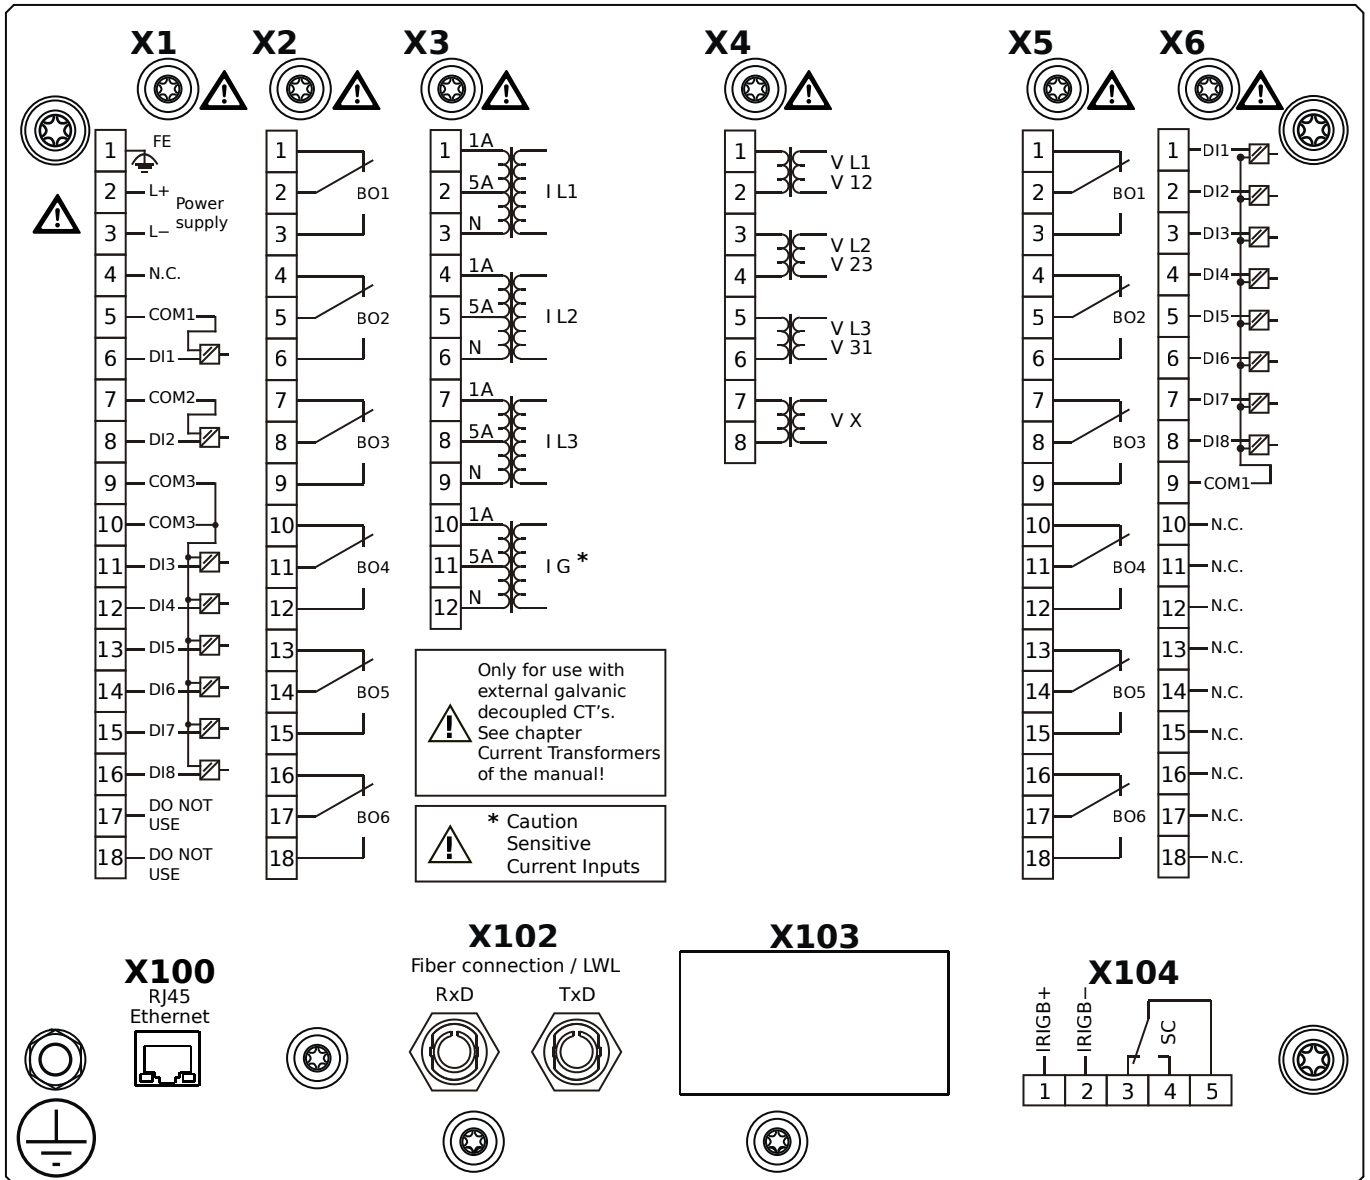 X1
X2
X3
X4
X5
X6
1 FE
2 L+
Power
supply
3 L−
4 N.C.
5 COM1
6 DI1
7 COM2
8 DI2
9 COM3
10 COM3
11 DI3
12 DI4
13 DI5
14 DI6
15 DI7
16 DI8
17 DO NOT
USE
18 DO NOT
USE
1
2 BO1
3
4
5 BO2
6
7
8 BO3
9
10
11 BO4
12
13
14 BO5
15
16
17 BO6
18
1 1A
2 5A I L1
3 N
4 1A
5 5A I L2
6 N
7 1A
8 5A I L3
9 N
10 1A
11 5A I G *
12 N
Only for use with
external galvanic
decoupled CT's.
See chapter
Current Transformers
of the manual!
* Caution
Sensitive
Current Inputs
1 V L1
2 V 12
3 V L2
4 V 23
5 V L3
6 V 31
7 V X
8
1
2 BO1
3
4
5 BO2
6
7
8 BO3
9
10
11 BO4
12
13
14 BO5
15
16
17 BO6
18
1 DI1
2 DI2
3 DI3
4 DI4
5 DI5
6 DI6
7 DI7
8 DI8
9 COM1
10 N.C.
11 N.C.
12 N.C.
13 N.C.
14 N.C.
15 N.C.
16 N.C.
17 N.C.
18 N.C.
X100
RJ45
Ethernet
X102
Fiber connection / LWL
RxD TxD
X103
X104
IRIGB+
IRIGB−
SC
1 2 3 4 5